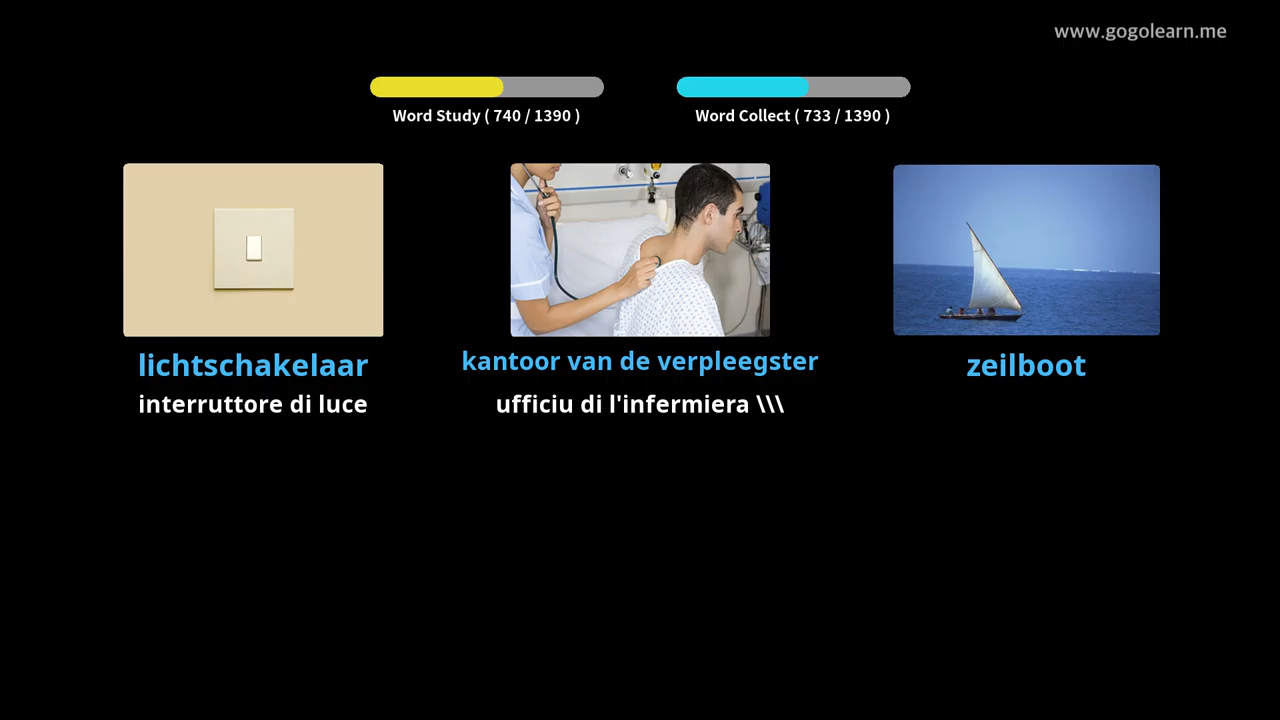 www.gogolearn.me
Word Study ( 740 / 1390 )
Word Collect ( 733 / 1390 )
lichtschakelaar
interruttore di luce
kantoor van de verpleegster
ufficiu di l'infermiera \\\
zeilboot